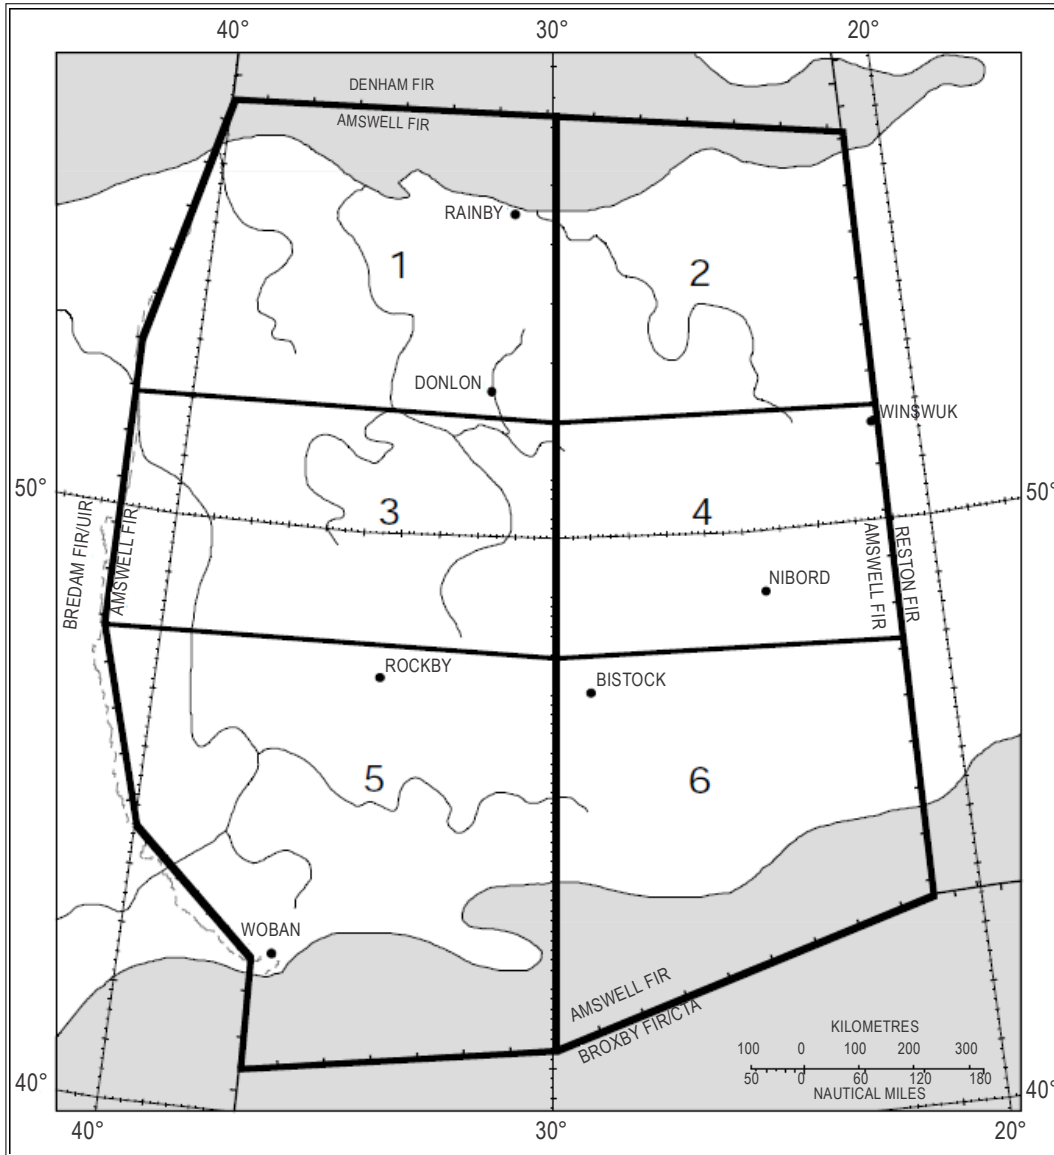 40° 30° 20°
DENHAM FIR
AMSWELL FIR
RAINBY
1
2
DONLON
WINSWUK
50°
50°
3
4
BREDAM FIR/UIR
AMSWELL FIR
AMSWELL FIR
RESTON FIR
NIBORD
ROCKBY
BISTOCK
5
6
WOBAN
AMSWELL FIR
BROXBY FIR/CTA
KILOMETRES
100 0 100 200 300
50 0 60 120 180
NAUTICAL MILES
40°
40°
40° 30° 20°